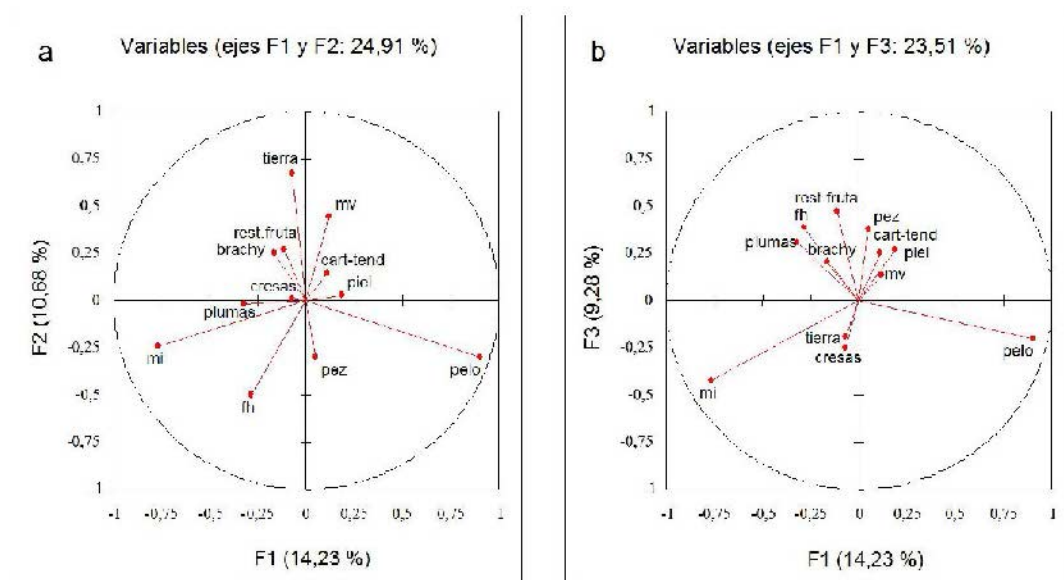 a
Variables (ejes F1 y F2: 24,91 %)
1
0,75
0,5
0,25
0
-0,25
-0,5
-0,75
-1
F2 (10,68 %)
tierra
mv
rest.fruta
brachy
cart-tend
piel
cresas
plumas
mi
pez
pelo
fh
-1 -0,75 -0,5 -0,25 0 0,25 0,5 0,75 1
F1 (14,23 %)
b
Variables (ejes F1 y F3: 23,51 %)
1
0,75
0,5
0,25
0
-0,25
-0,5
-0,75
-1
F3 (9,28 %)
rest.fruta
fh
pez
plumas
cart-tend
brachy
piel
mv
tierra
cresas
pelo
mi
-1 -0,75 -0,5 -0,25 0 0,25 0,5 0,75 1
F1 (14,23 %)